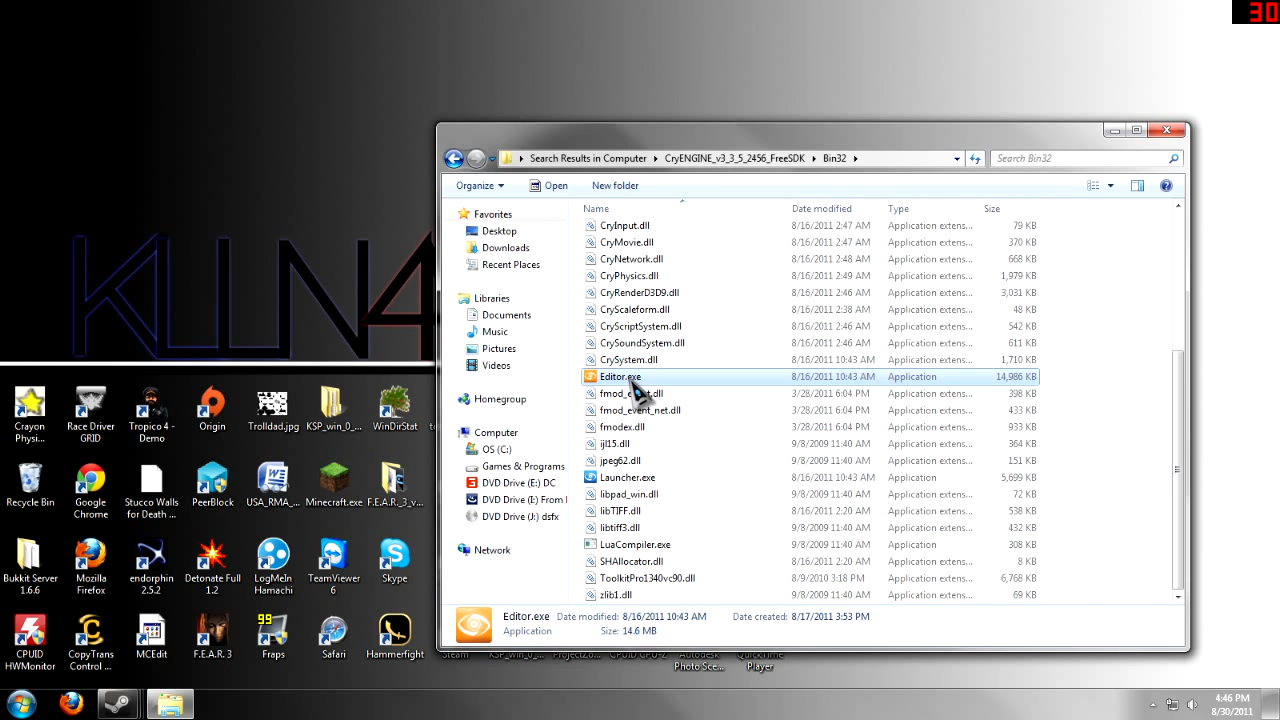 30
KLLN4
Search Results in Computer
CryENGINE_v3_3_5_2456_FreeSDK
Bin32
Search Bin32
Organize
Open
New folder
Name
Date modified
Type
Size
Favorites
Desktop
Downloads
Recent Places
Libraries
Documents
Music
Pictures
Videos
Homegroup
Computer
OS (C:)
Games & Programs
DVD Drive (E:) DC
DVD Drive (I:) From I
DVD Drive (J:) dsfx
Network
CryInput.dll 8/16/2011 2:47 AM Application extens... 79 KB
CryMovie.dll 8/16/2011 2:47 AM Application extens... 370 KB
CryNetwork.dll 8/16/2011 2:48 AM Application extens... 668 KB
CryPhysics.dll 8/16/2011 2:49 AM Application extens... 1,979 KB
CryRenderD3D9.dll 8/16/2011 2:47 AM Application extens... 3,031 KB
CryScaleform.dll 8/16/2011 2:38 AM Application extens... 48 KB
CryScriptSystem.dll 8/16/2011 2:46 AM Application extens... 542 KB
CrySoundSystem.dll 8/16/2011 2:46 AM Application extens... 611 KB
CrySystem.dll 8/16/2011 10:43 AM Application extens... 1,710 KB
Editor.exe 8/16/2011 10:43 AM Application 14,986 KB
3/28/2011 6:04 PM Application extens... 398 KB
fmod_event_net.dll 3/28/2011 6:04 PM Application extens... 433 KB
fmodex.dll 3/28/2011 6:04 PM Application extens... 933 KB
ijl15.dll 9/8/2009 11:40 AM Application extens... 364 KB
jpeg62.dll 9/8/2009 11:40 AM Application extens... 151 KB
Launcher.exe 8/16/2011 10:43 AM Application 5,699 KB
libpad_win.dll 9/8/2009 11:40 AM Application extens... 72 KB
libTIFF.dll 8/16/2011 2:20 AM Application extens... 538 KB
libtiff3.dll 9/8/2009 11:40 AM Application extens... 432 KB
LuaCompiler.exe 9/8/2009 11:40 AM Application 308 KB
SHAllocator.dll 8/16/2011 2:20 AM Application extens... 8 KB
ToolkitPro1340vc90.dll 8/9/2010 3:18 PM Application extens... 6,768 KB
zlib1.dll 9/8/2009 11:40 AM Application extens... 69 KB
Editor.exe Date modified: 8/16/2011 10:43 AM Date created: 8/17/2011 3:53 PM
Application Size: 14.6 MB
Crayon
Physi...
Race Driver
GRID
Tropico 4 -
Demo
Origin
Trolldad.jpg
KSP_win_0_...
WinDirStat
Recycle Bin
Google
Chrome
Stucco Walls
for Death ...
PeerBlock
USA_RMA_...
Minecraft.exe
F.E.A.R._3_v...
Bukkit Server
1.6.6
Mozilla
Firefox
endorphin
2.5.2
Detonate Full
1.2
LogMeIn
Hamachi
TeamViewer
6
Skype
CPUID
HWMonitor
CopyTrans
Control ...
MCEdit
F.E.A.R. 3
99
Fraps
Safari
Hammerfight
Steam
KSP_win_0_...
CPUID CPU-Z
Autodesk
Photo Sce...
QuickTime
Player
4:46 PM
8/30/2011